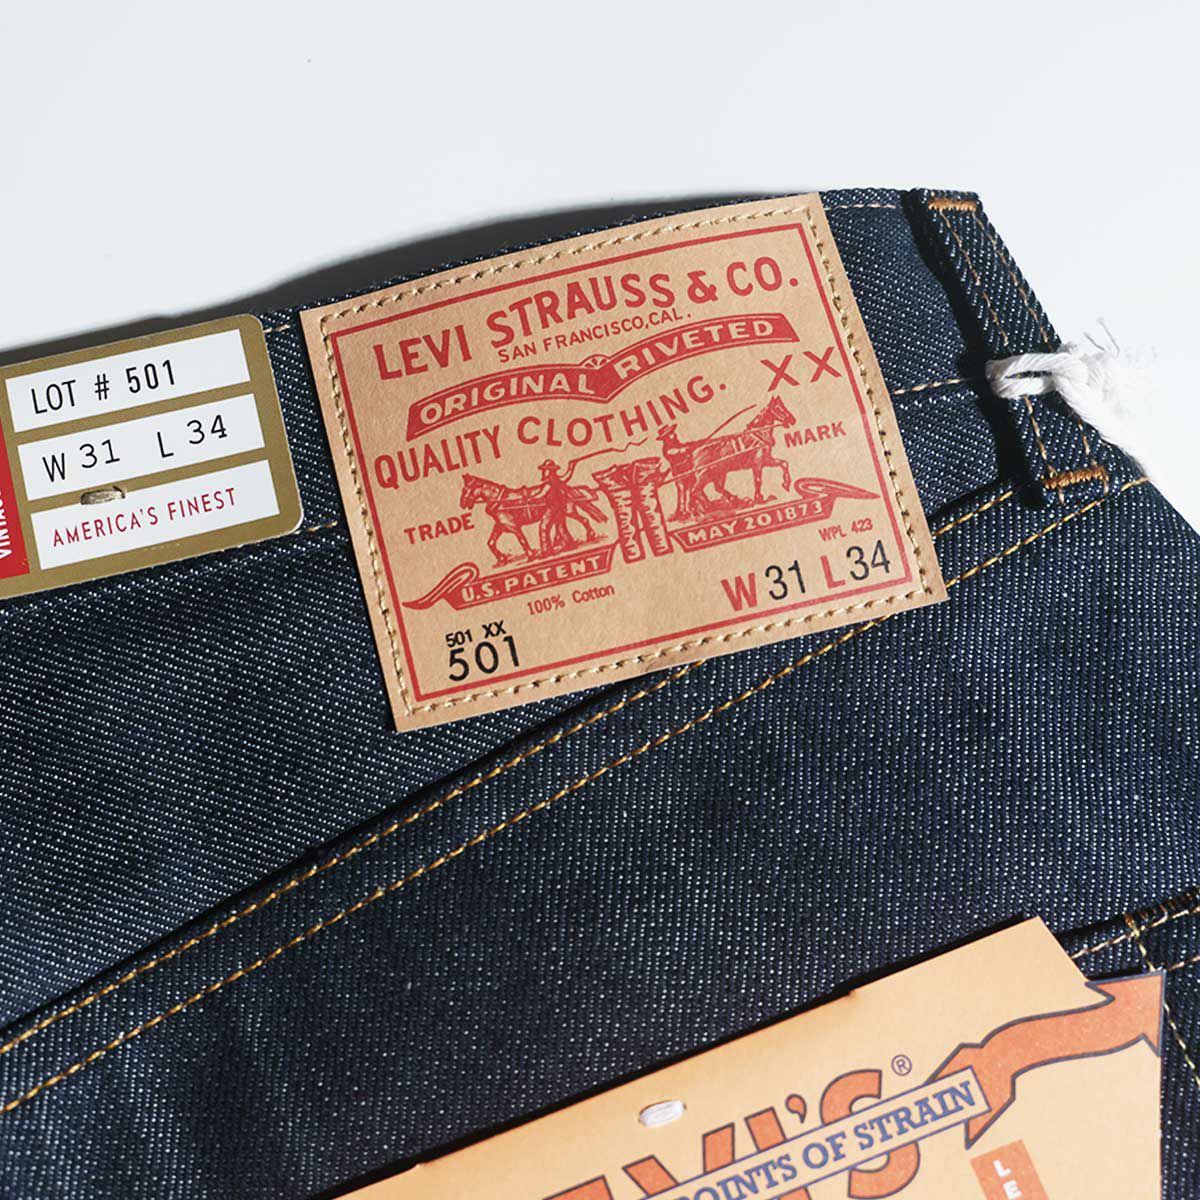 LOT # 501
W 31 L 34
AMERICA'S FINEST
LEVI STRAUSS & CO.
SAN FRANCISCO, CAL.
ORIGINAL RIVETED
QUALITY CLOTHING. XX
TRADE MARK
U.S. PATENT MAY 20 1873
WPL 423
100% Cotton
W 31 L 34
501 XX
501
®
POINTS OF STRAIN
LE